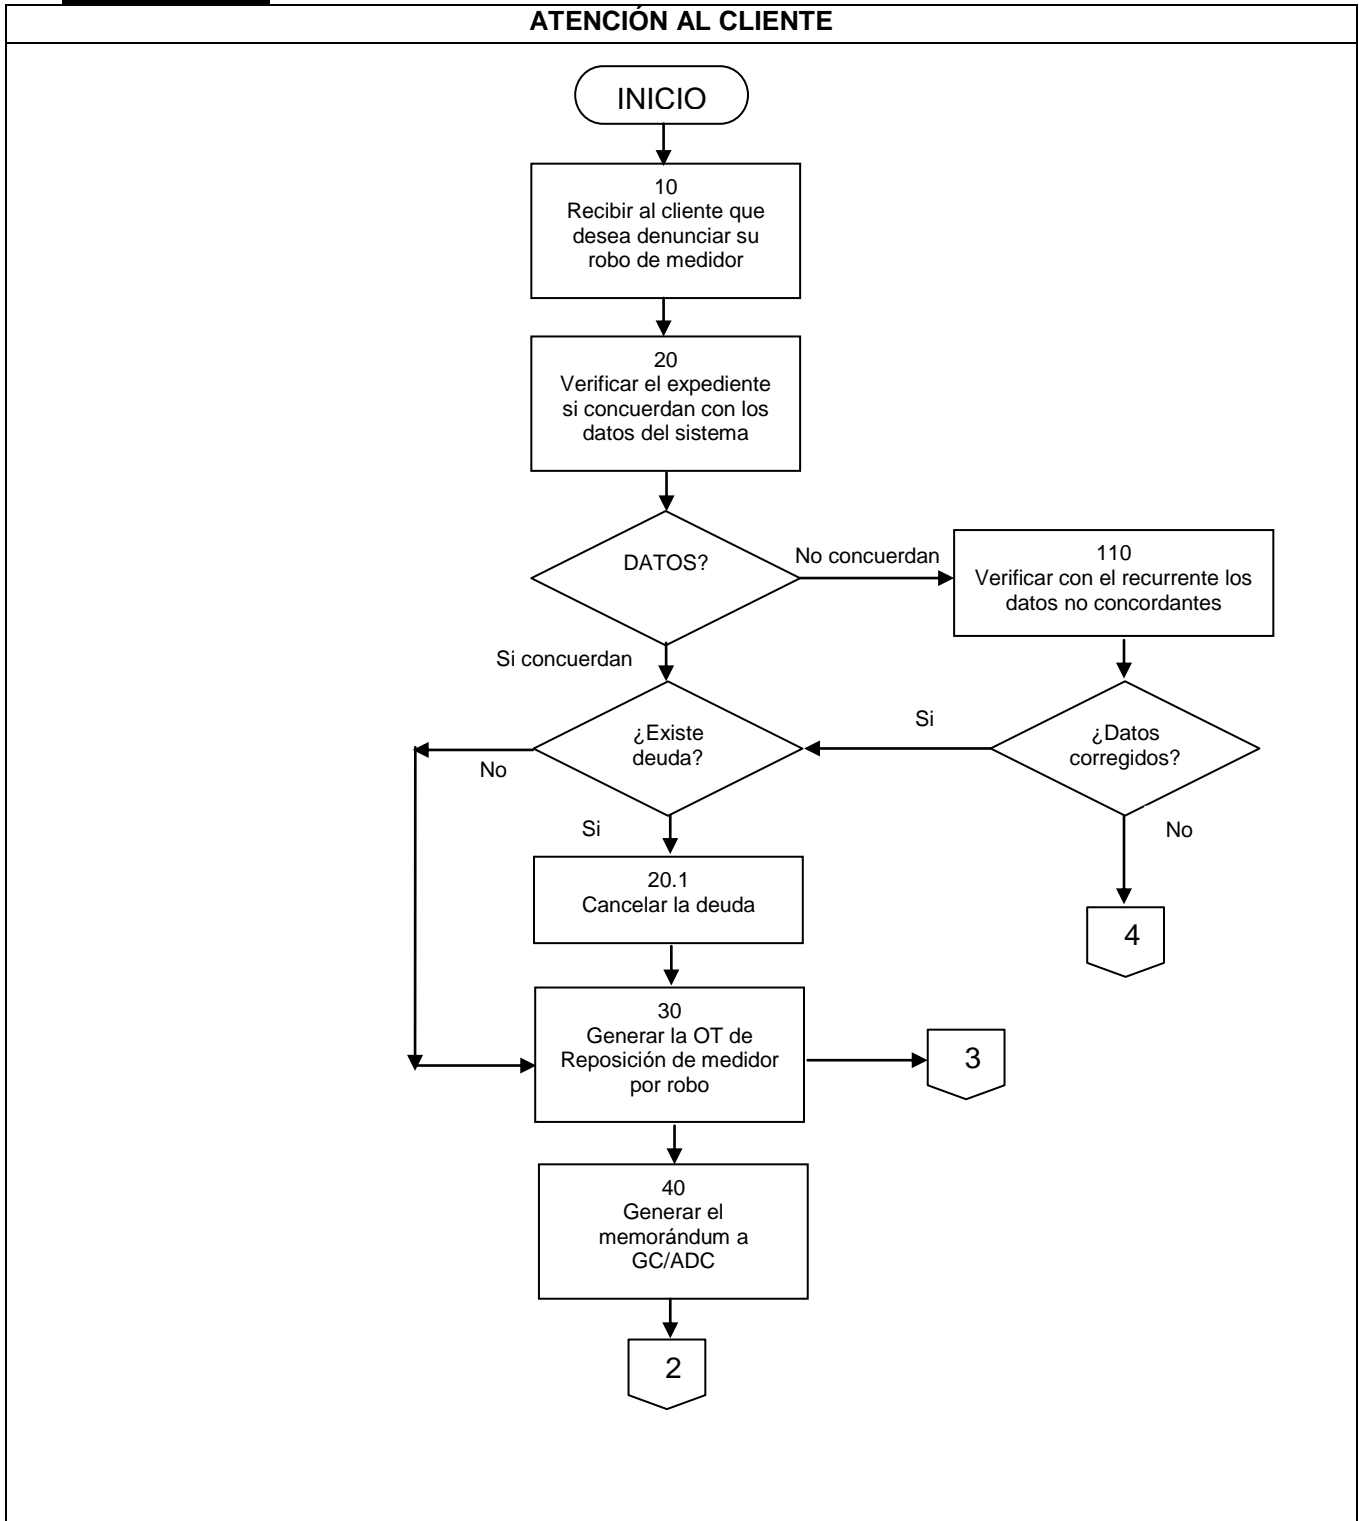 ATENCIÓN AL CLIENTE
INICIO
10
Recibir al cliente que
desea denunciar su
robo de medidor
20
Verificar el expediente
si concuerdan con los
datos del sistema
DATOS?
No concuerdan
110
Verificar con el recurrente los
datos no concordantes
Si concuerdan
¿Existe
deuda?
Si
¿Datos
corregidos?
No
Si
No
20.1
Cancelar la deuda
4
30
Generar la OT de
Reposición de medidor
por robo
3
40
Generar el
memorándum a
GC/ADC
2